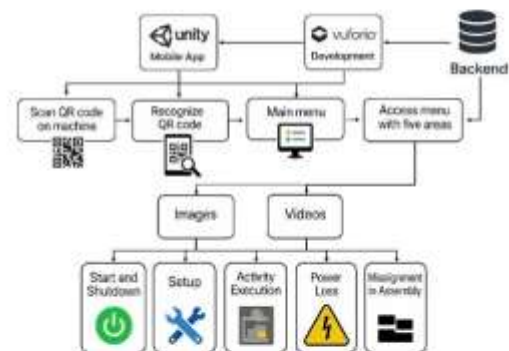 unity
Mobile App
vuforia
Development
Backend
Scan QR code
on machine
Recognize
QR code
Main menu
Access menu
with five areas
Images
Videos
Start and
Shutdown
Setup
Activity
Execution
Power
Loss
in Assembly